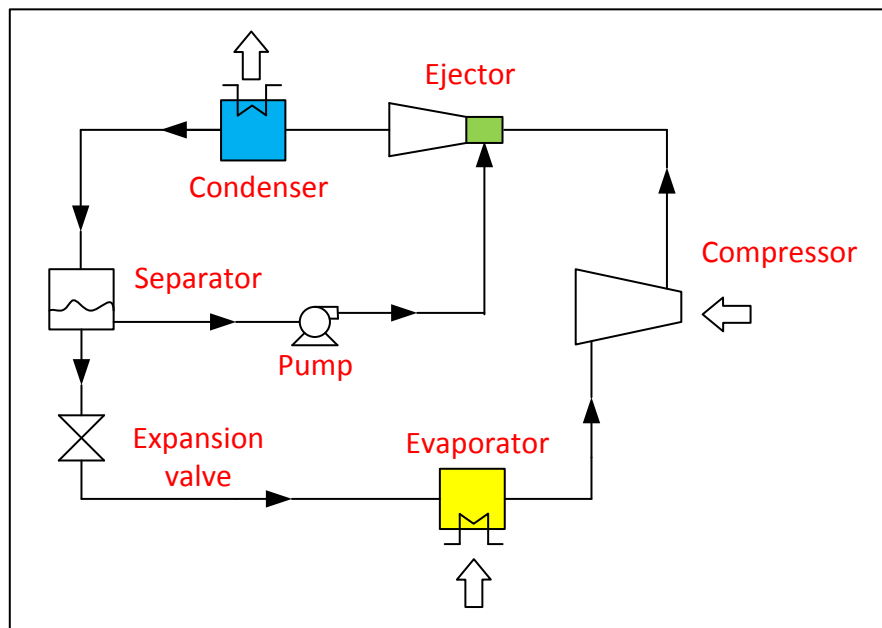 Ejector
Condenser
Compressor
Separator
Pump
Expansion
valve
Evaporator